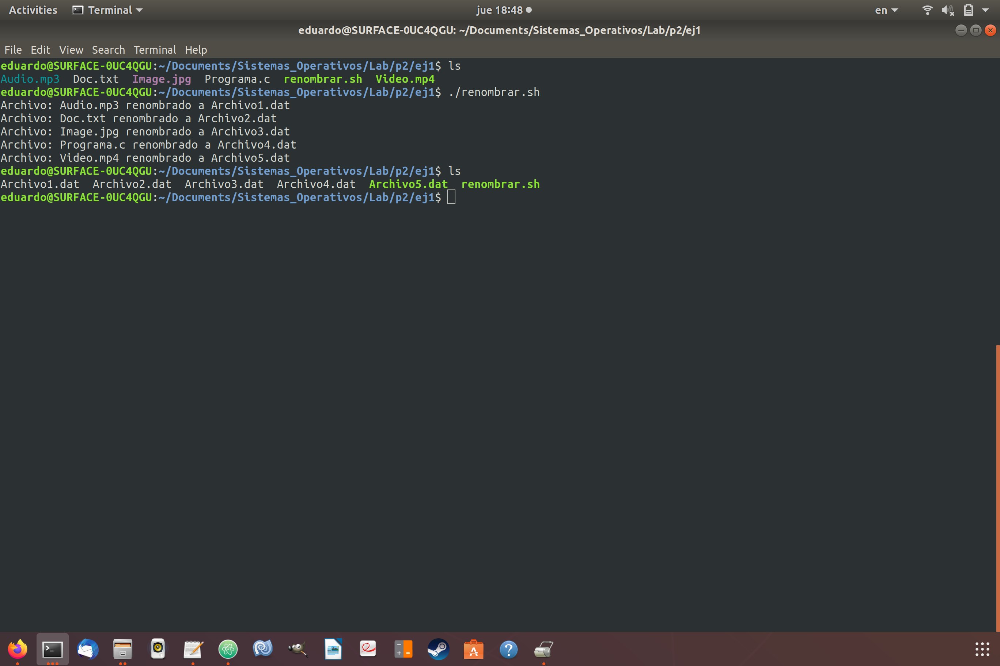 Activities Terminal jue 18:48 en
eduardo@SURFACE-0UC4QGU: ~/Documents/Sistemas_Operativos/Lab/p2/ej1
File Edit View Search Terminal Help
eduardo@SURFACE-0UC4QGU:~/Documents/Sistemas_Operativos/Lab/p2/ej1$ ls
Audio.mp3  Doc.txt  Image.jpg  Programa.c  renombrar.sh  Video.mp4
eduardo@SURFACE-0UC4QGU:~/Documents/Sistemas_Operativos/Lab/p2/ej1$ ./renombrar.sh
Archivo: Audio.mp3 renombrado a Archivo1.dat
Archivo: Doc.txt renombrado a Archivo2.dat
Archivo: Image.jpg renombrado a Archivo3.dat
Archivo: Programa.c renombrado a Archivo4.dat
Archivo: Video.mp4 renombrado a Archivo5.dat
eduardo@SURFACE-0UC4QGU:~/Documents/Sistemas_Operativos/Lab/p2/ej1$ ls
Archivo1.dat  Archivo2.dat  Archivo3.dat  Archivo4.dat  Archivo5.dat  renombrar.sh
eduardo@SURFACE-0UC4QGU:~/Documents/Sistemas_Operativos/Lab/p2/ej1$